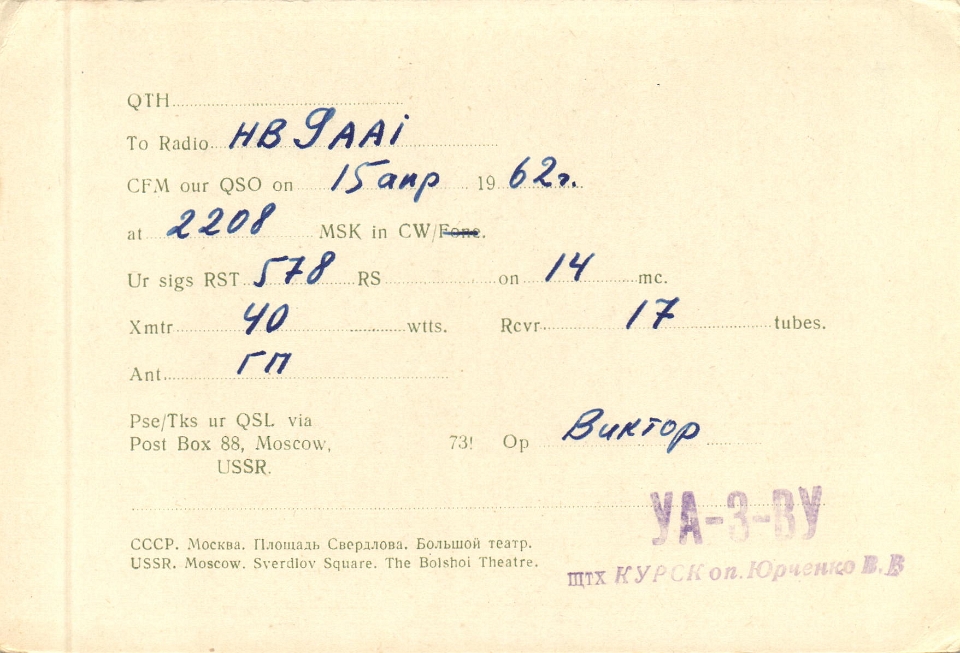 QTH
To Radio HB9AAi
CFM our QSO on 15 апр 1962г.
at 2208 MSK in CW/Fone.
Ur sigs RST 578 RS on 14 mc.
Xmtr 40 wtts. Rcvr 17 tubes.
Ant ГП
Pse/Tks ur QSL via
Post Box 88, Moscow, 73! Op Виктор
USSR.
УА-3-ВУ
СССР. Москва. Площадь Свердлова. Большой театр.
USSR. Moscow. Sverdlov Square. The Bolshoi Theatre.
ЩТХ КУРСК оп. Юрченко В.В